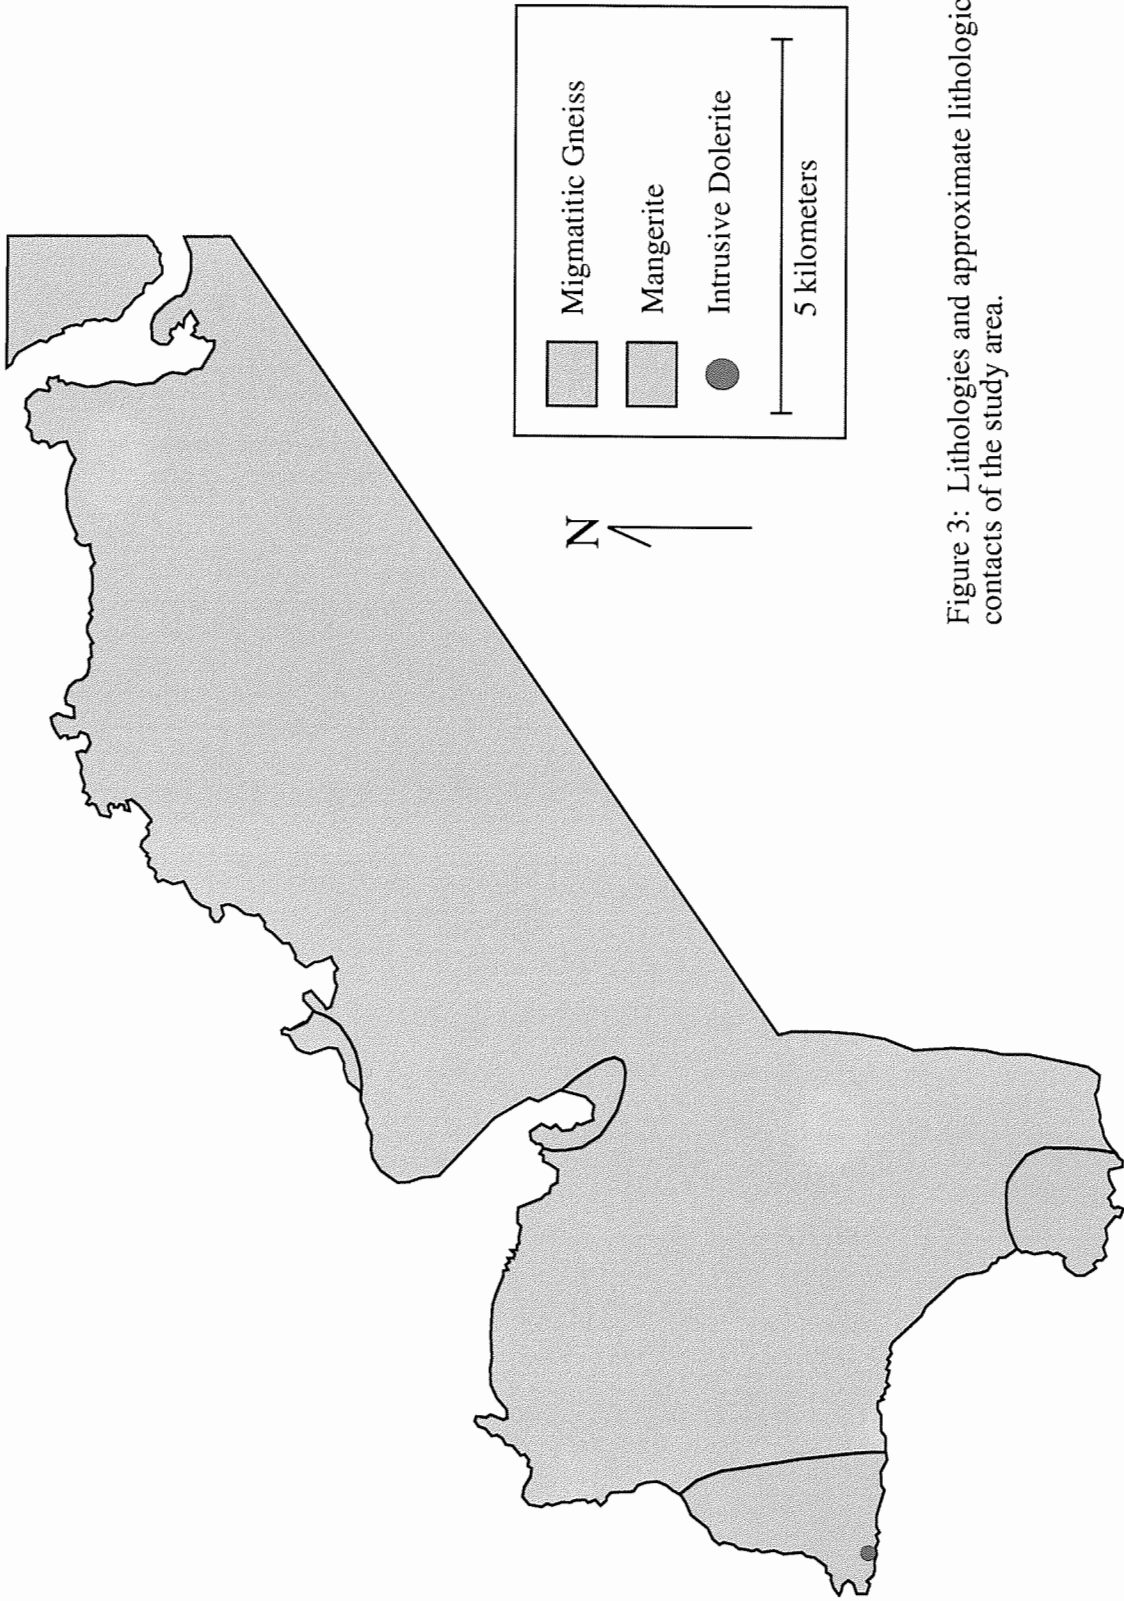 Migmatitic Gneiss
Mangerite
Intrusive Dolerite
5 kilometers
N
Figure 3: Lithologies and approximate lithologic
contacts of the study area.